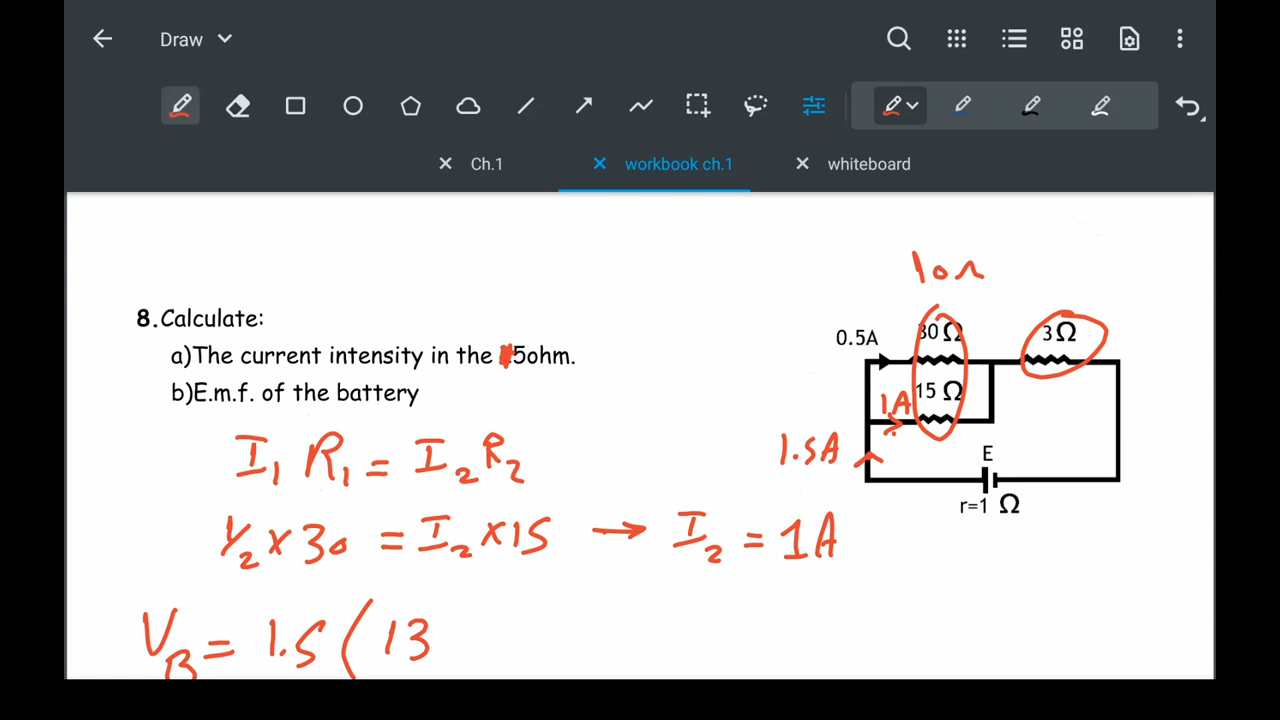 Draw
Ch.1
workbook ch.1
whiteboard
10Ω
8.Calculate:
0.5A
30 Ω
3Ω
a)The current intensity in the 5ohm.
b)E.m.f. of the battery
15 Ω
1A
I₁ R₁ = I₂ R₂
1.5A
E
r=1 Ω
1/2 × 30 = I₂ × 15 → I₂ = 1A
V_B = 1.5 ( 13